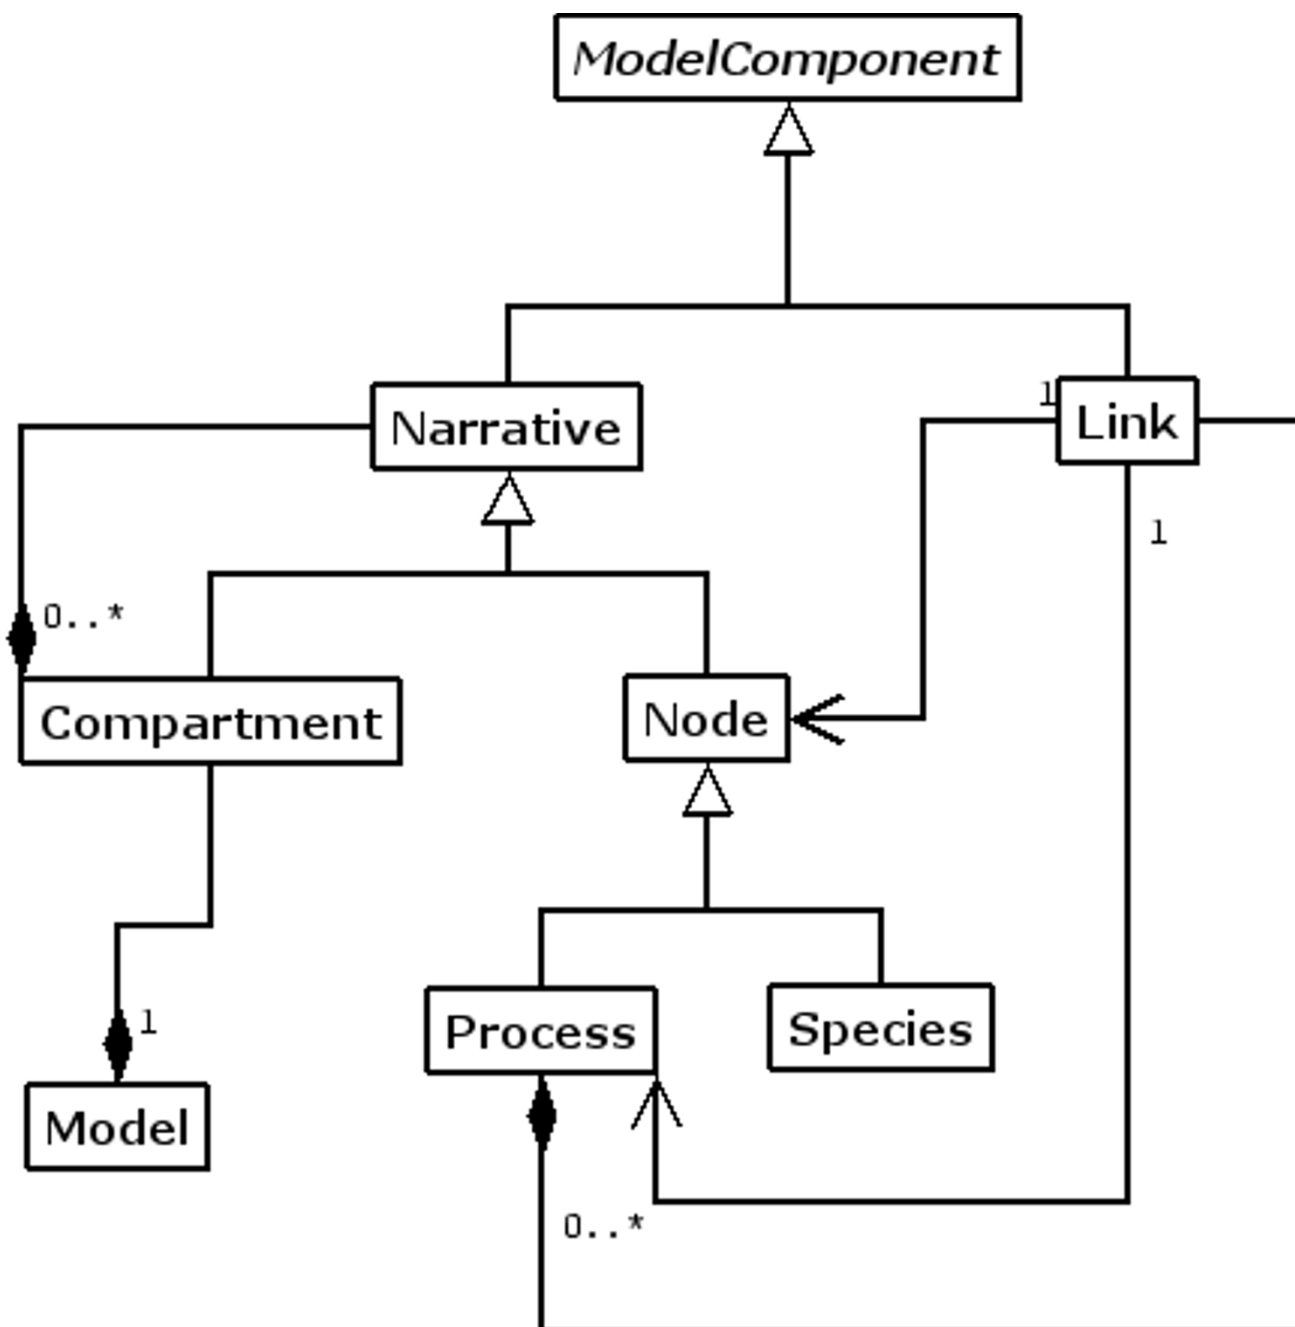 ModelComponent
Narrative
1
Link
1
0..*
Compartment
Node
1
Process
Species
Model
0..*